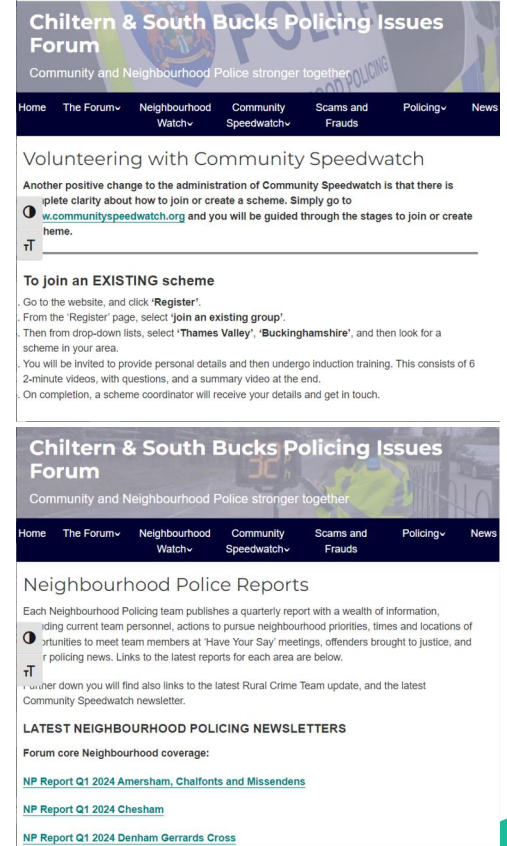 Chiltern & South Bucks Policing Issues
Forum
Community and Neighbourhood Police stronger together
Home The Forum Neighbourhood Watch Community Speedwatch Scams and Frauds Policing News
Volunteering with Community Speedwatch
Another positive change to the administration of Community Speedwatch is that there is
clarity about how to join or create a scheme. Simply go to
w.communityspeedwatch.org and you will be guided through the stages to join or create
heme.
TT
To join an EXISTING scheme
. Go to the website, and click ‘Register’.
. From the ‘Register’ page, select ‘join an existing group’.
. Then from drop-down lists, select ‘Thames Valley’, ‘Buckinghamshire’, and then look for a
scheme in your area.
. You will be invited to provide personal details and then undergo induction training. This consists of 6
2-minute videos, with questions, and a summary video at the end.
. On completion, a scheme coordinator will receive your details and get in touch.
Chiltern & South Bucks Policing Issues
Forum
Community and Neighbourhood Police stronger together
Home The Forum Neighbourhood Watch Community Speedwatch Scams and Frauds Policing News
Neighbourhood Police Reports
Each Neighbourhood Policing team publishes a quarterly report with a wealth of information,
ding current team personnel, actions to pursue neighbourhood priorities, times and locations of
ortunities to meet team members at ‘Have Your Say’ meetings, offenders brought to justice, and
r policing news. Links to the latest reports for each area are below.
TT
Further down you will find also links to the latest Rural Crime Team update, and the latest
Community Speedwatch newsletter.
LATEST NEIGHBOURHOOD POLICING NEWSLETTERS
Forum core Neighbourhood coverage:
NP Report Q1 2024 Amersham, Chalfonts and Missendens
NP Report Q1 2024 Chesham
NP Report Q1 2024 Denham Gerrards Cross